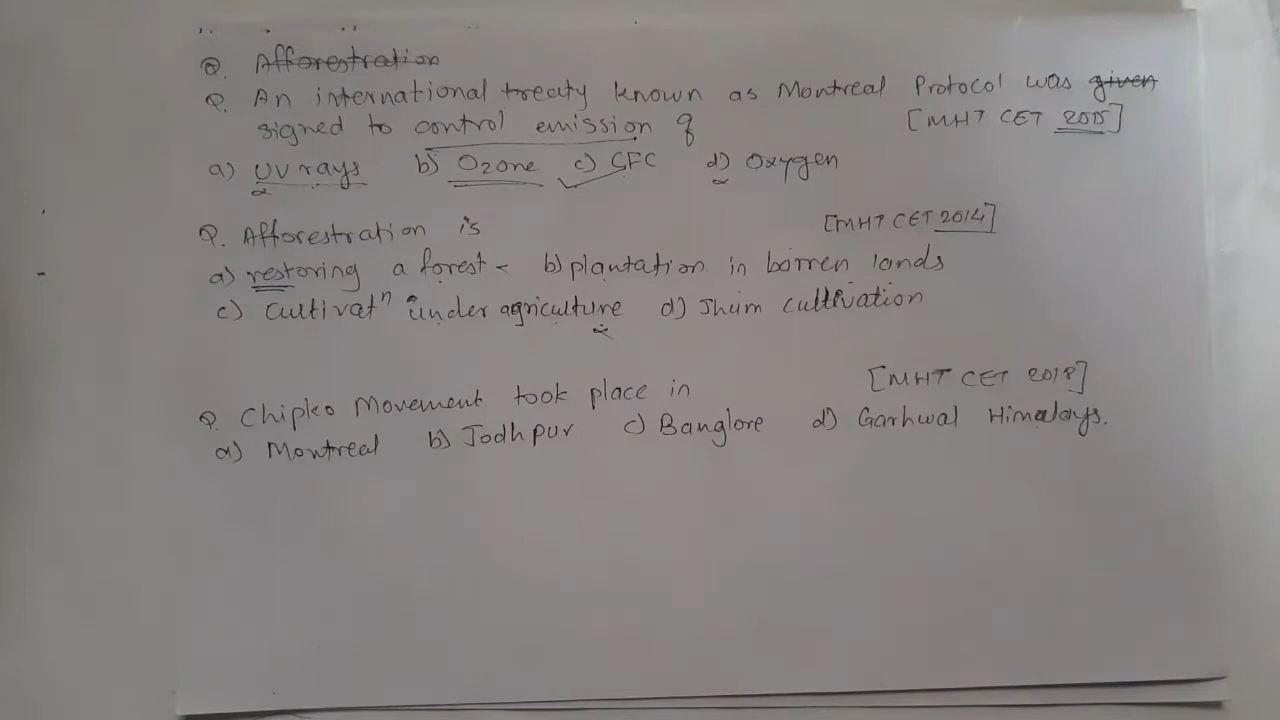 Q. Afforestration
Q. An international treaty known as Montreal Protocol was given
signed to control emission of [MHT CET 2015]
a) UV rays b) Ozone c) CFC d) Oxygen
Q. Afforestration is [MHT CET 2014]
a) restoring a forest b) plantation in barren lands
c) Cultivatⁿ under agriculture d) Jhum cultivation
Q. Chipko Movement took place in [MHT CET 2018]
a) Montreal b) Jodhpur c) Banglore d) Garhwal Himalays.